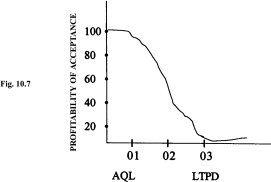 Fig. 10.7
PROFITABILITY OF ACCEPTANCE
100
80
60
40
20
01 02 03
AQL LTPD